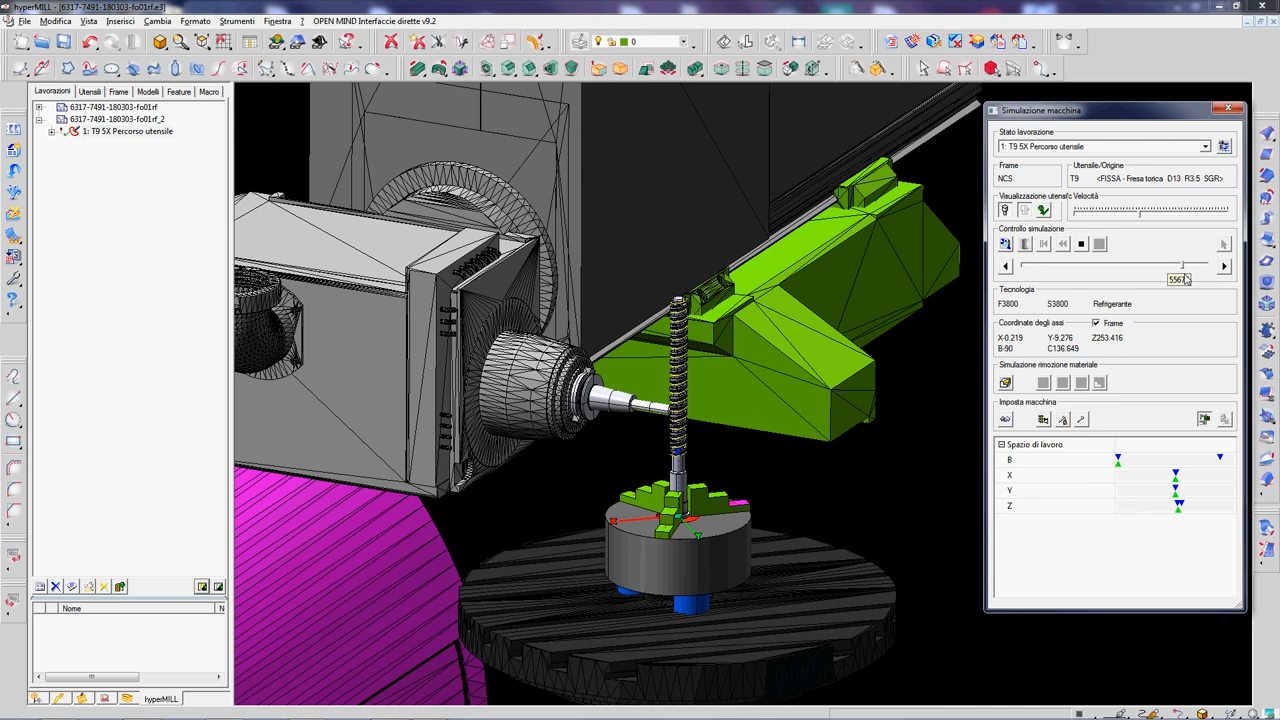 hyperMILL - [6317-7491-180303-fo01rf.e3]
File Modifica Vista Inserisci Cambia Formato Strumenti Finestra ? OPEN MIND Interfaccie dirette v9.2
0
Lavorazioni Utensili Frame Modelli Feature Macro
6317-7491-180303-fo01rf
6317-7491-180303-fo01rf_2
1: T9 5X Percorso utensile
Nome N
hyperMILL
X Y
Simulazione macchina
Stato lavorazione
1: T9 5X Percorso utensile
Frame Utensile/Origine
NCS T9 <FISSA - Fresa torica D13 R3.5 SGR>
Visualizzazione utensile Velocità
Controllo simulazione
5567
Tecnologia
F3800 S3800 Refrigerante
Coordinate degli assi Frame
X-0.219 Y-9.276 Z253.416
B-90 C136.649
Simulazione rimozione materiale
Imposta macchina
Spazio di lavoro
B
X
Y
Z